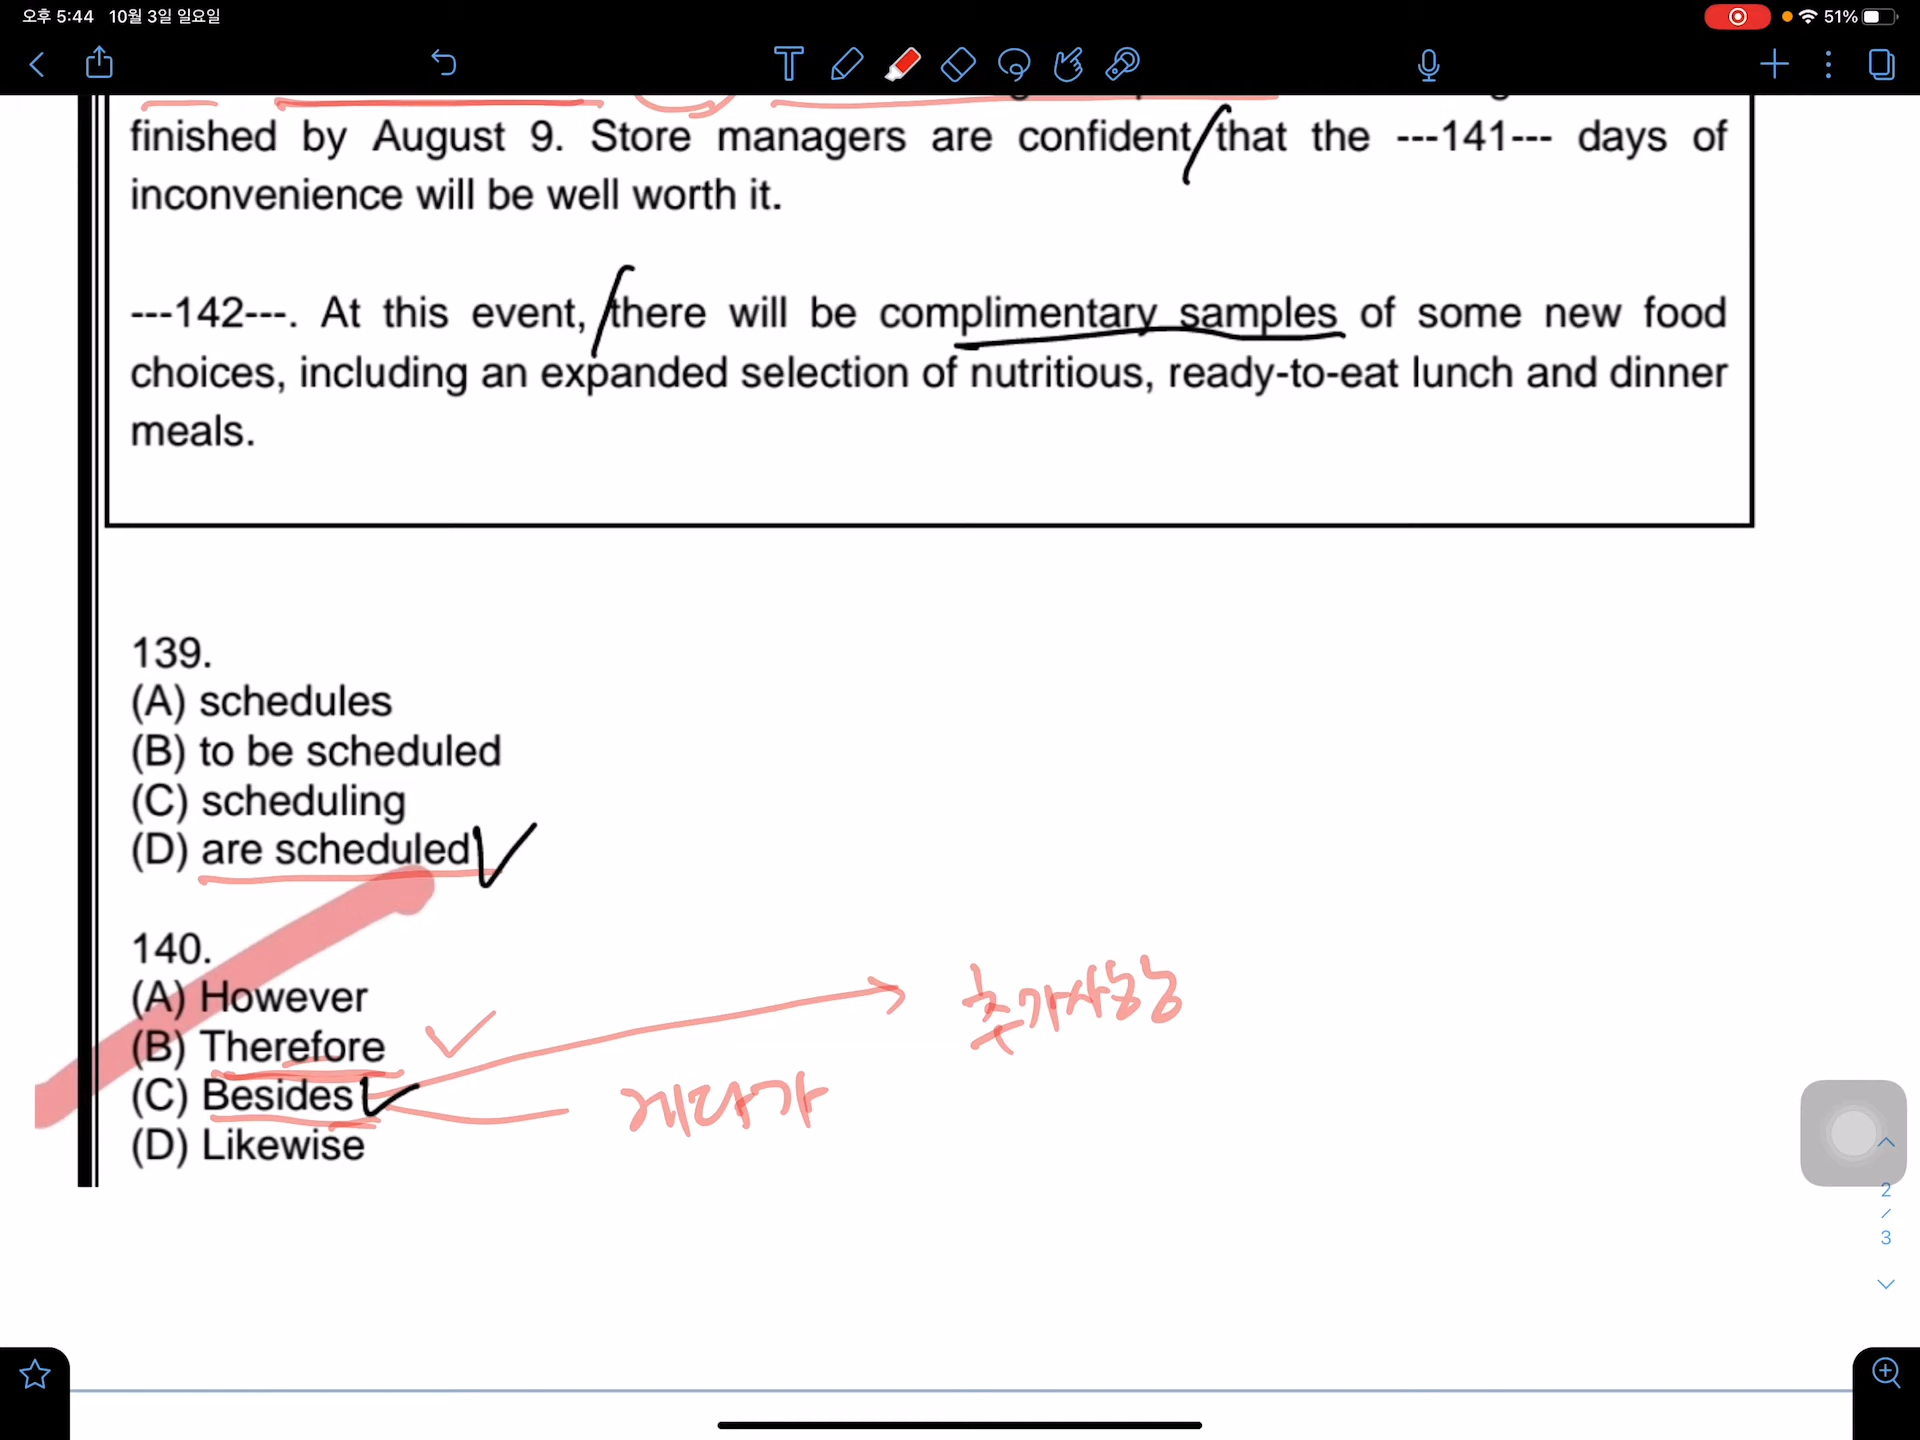 오후 5:44 10월 3일 일요일
51%
finished by August 9. Store managers are confident that the ---141--- days of
inconvenience will be well worth it.
---142---. At this event, there will be complimentary samples of some new food
choices, including an expanded selection of nutritious, ready-to-eat lunch and dinner
meals.
139.
(A) schedules
(B) to be scheduled
(C) scheduling
(D) are scheduled
140.
(A) However
(B) Therefore
(C) Besides
(D) Likewise
추가사항
게다가
2
/
3